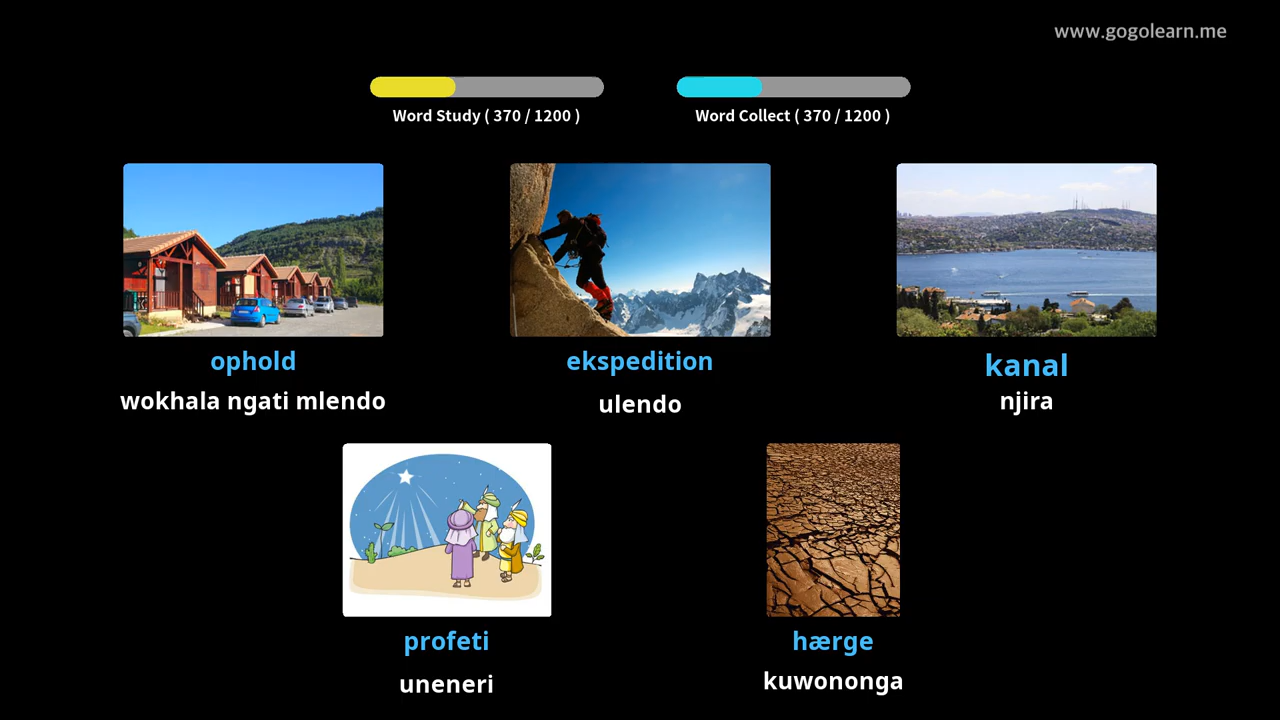 www.gogolearn.me
Word Study ( 370 / 1200 )
Word Collect ( 370 / 1200 )
ophold
wokhala ngati mlendo
ekspedition
ulendo
kanal
njira
profeti
uneneri
hærge
kuwononga